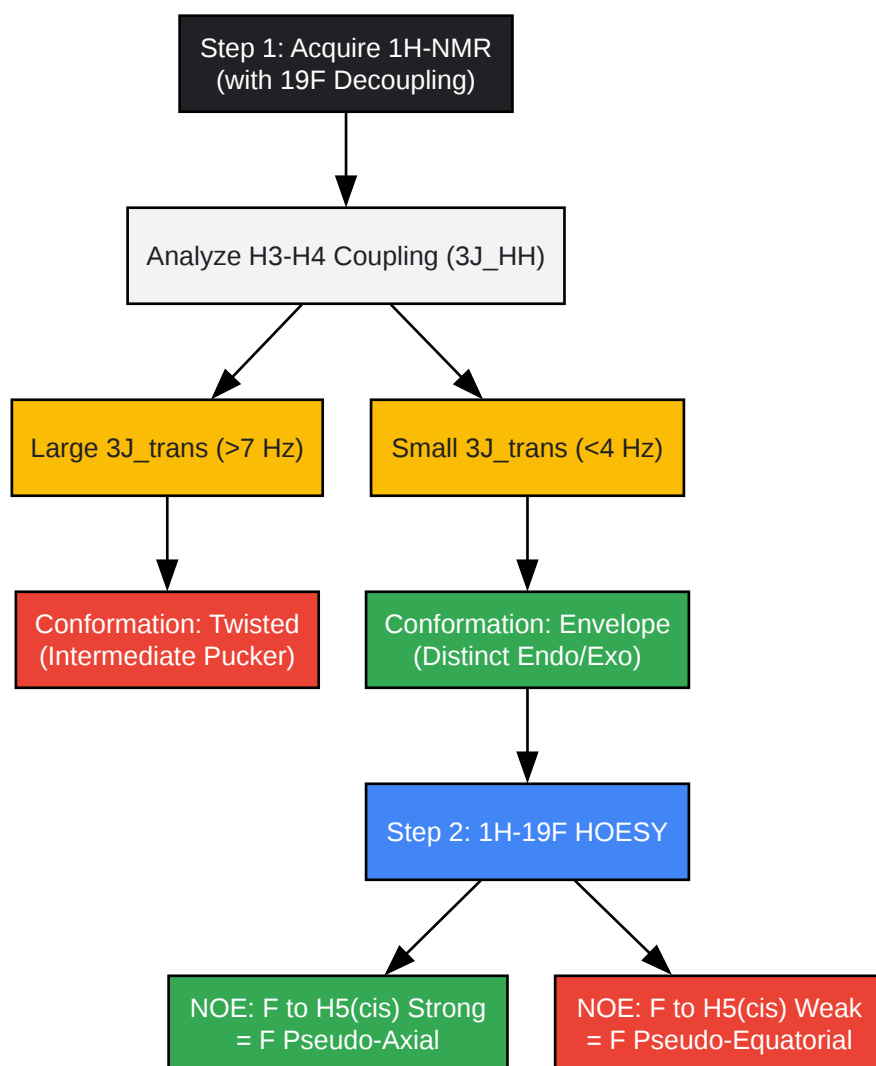 Step 1: Acquire 1H-NMR
(with 19F Decoupling)
Analyze H3-H4 Coupling (3J_HH)
Large 3J_trans (>7 Hz)
Small 3J_trans (<4 Hz)
Conformation: Twisted
(Intermediate Pucker)
Conformation: Envelope
(Distinct Endo/Exo)
Step 2: 1H-19F HOESY
NOE: F to H5(cis) Strong
= F Pseudo-Axial
NOE: F to H5(cis) Weak
= F Pseudo-Equatorial